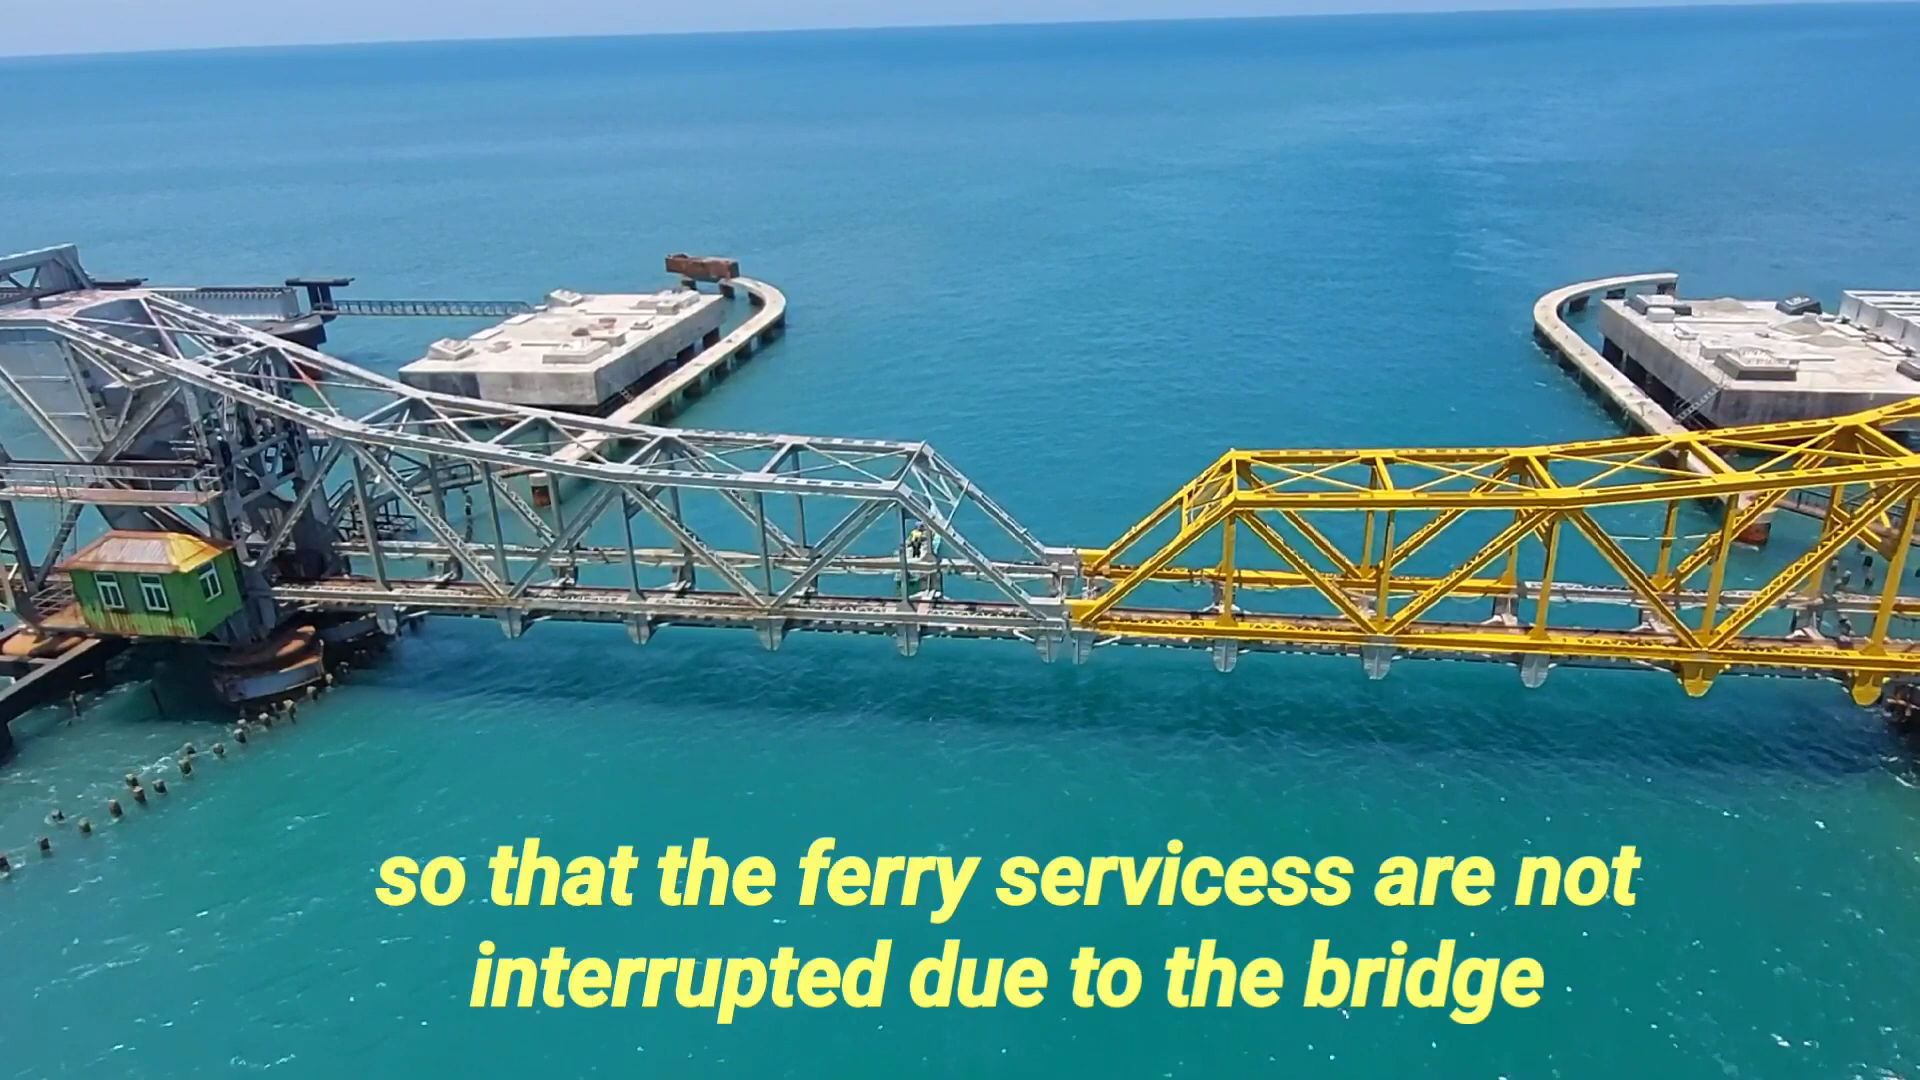 so that the ferry servicess are not
interrupted due to the bridge